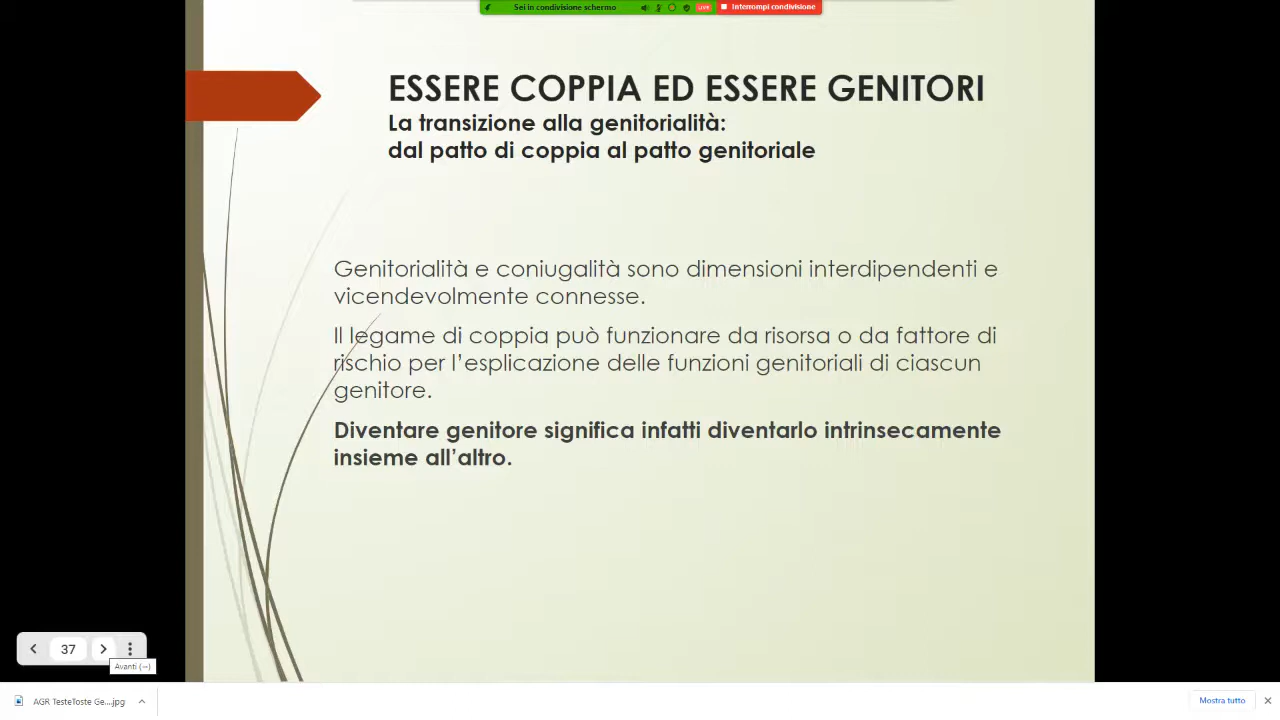 Sei in condivisione schermo LIVE Interrompi condivisione
ESSERE COPPIA ED ESSERE GENITORI
La transizione alla genitorialità:
dal patto di coppia al patto genitoriale
Genitorialità e coniugalità sono dimensioni interdipendenti e
vicendevolmente connesse.
Il legame di coppia può funzionare da risorsa o da fattore di
rischio per l’esplicazione delle funzioni genitoriali di ciascun
genitore.
Diventare genitore significa infatti diventarlo intrinsecamente
insieme all’altro.
37
Avanti (→)
AGR TesteToste Ge....jpg
Mostra tutto